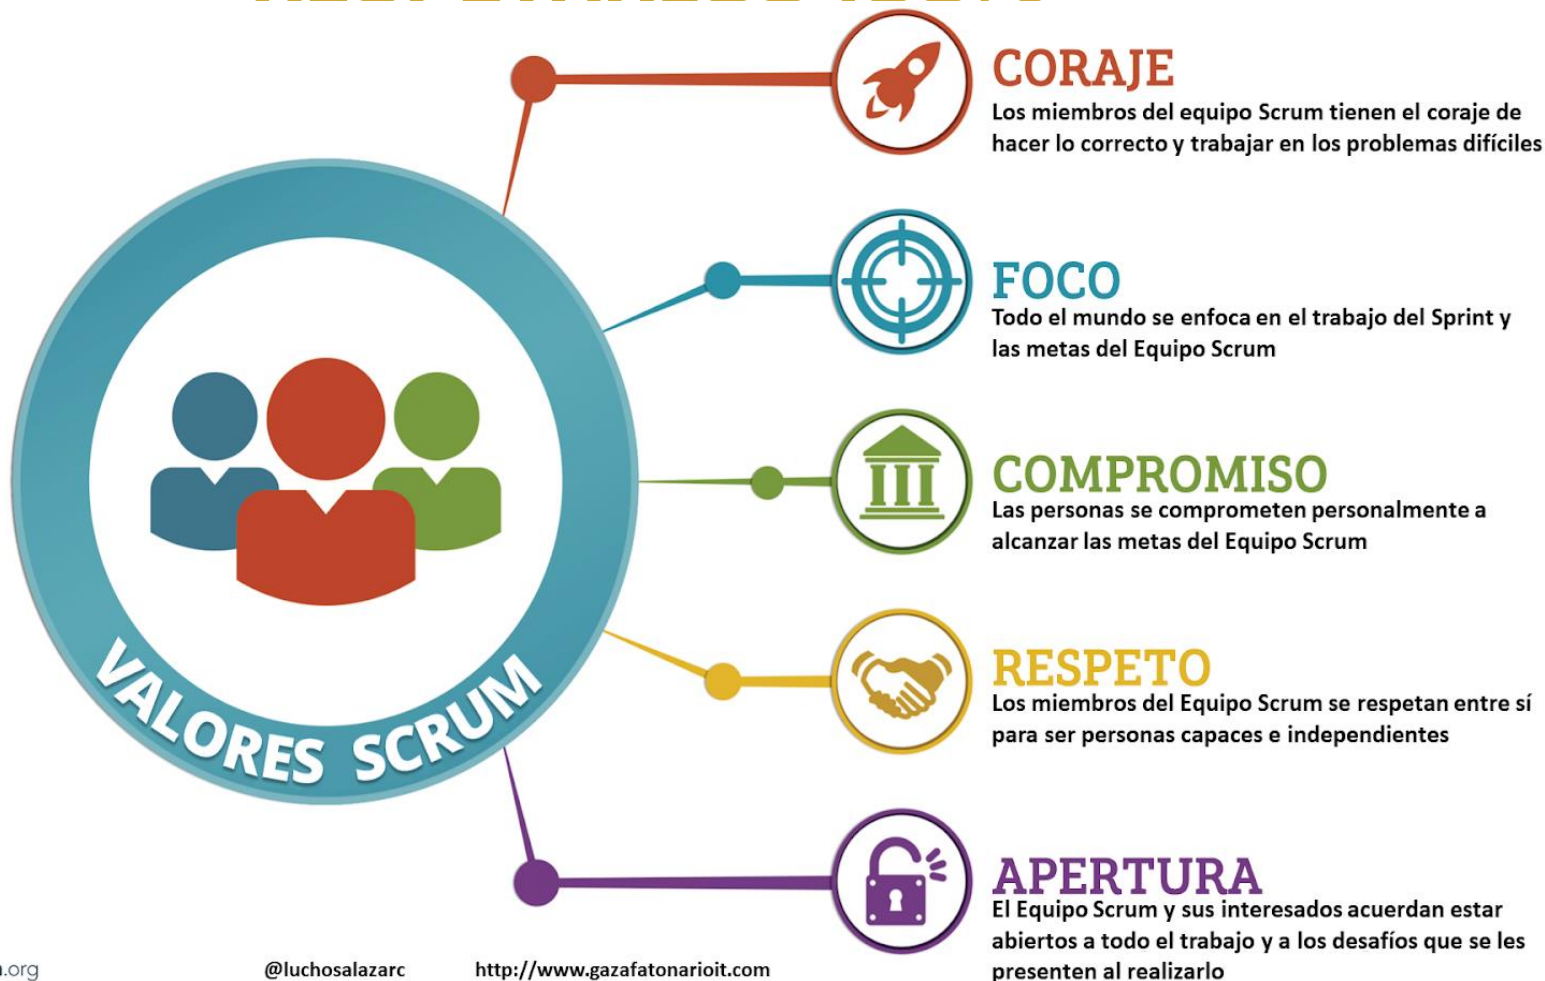 CORAJE
Los miembros del equipo Scrum tienen el coraje de
hacer lo correcto y trabajar en los problemas difíciles
FOCO
Todo el mundo se enfoca en el trabajo del Sprint y
las metas del Equipo Scrum
COMPROMISO
Las personas se comprometen personalmente a
alcanzar las metas del Equipo Scrum
RESPETO
Los miembros del Equipo Scrum se respetan entre sí
para ser personas capaces e independientes
VALORES SCRUM
APERTURA
El Equipo Scrum y sus interesados acuerdan estar
abiertos a todo el trabajo y a los desafíos que se les
presenten al realizarlo
.org
@luchosalazarc
http://www.gazafatonarioit.com